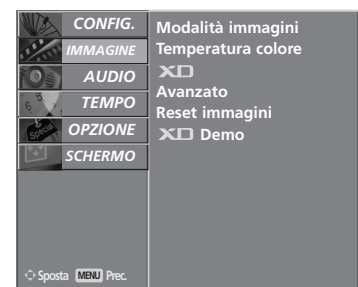 CONFIG.
IMMAGINE
AUDIO
TEMPO
OPZIONE
SCHERMO
Sposta MENU Prec.
Modalità immagini
Temperatura colore
XD
Avanzato
Reset immagini
XD Demo